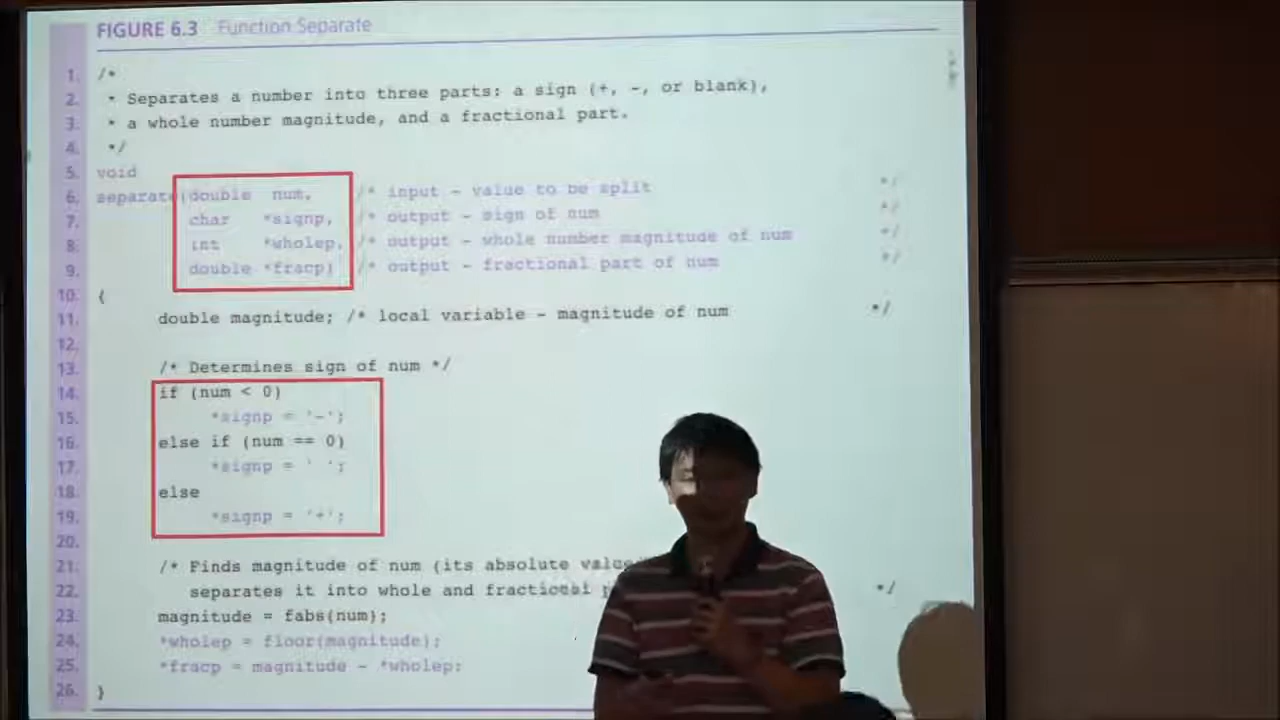 FIGURE 6.3 Function Separate
1. /*
2. * Separates a number into three parts: a sign (+, -, or blank),
3. * a whole number magnitude, and a fractional part.
4. */
5. void
6. separate(double num, /* input - value to be split */
7. char *signp, /* output - sign of num */
8. int *wholep, /* output - whole number magnitude of num */
9. double *fracp) /* output - fractional part of num */
10. {
11. double magnitude; /* local variable - magnitude of num */
12.
13. /* Determines sign of num */
14. if (num < 0)
15. *signp = '-';
16. else if (num == 0)
17. *signp = ' ';
18. else
19. *signp = '+';
20.
21. /* Finds magnitude of num (its absolute value)
22. separates it into whole and fractional */
23. magnitude = fabs(num);
24. *wholep = floor(magnitude);
25. *fracp = magnitude - *wholep;
26. }